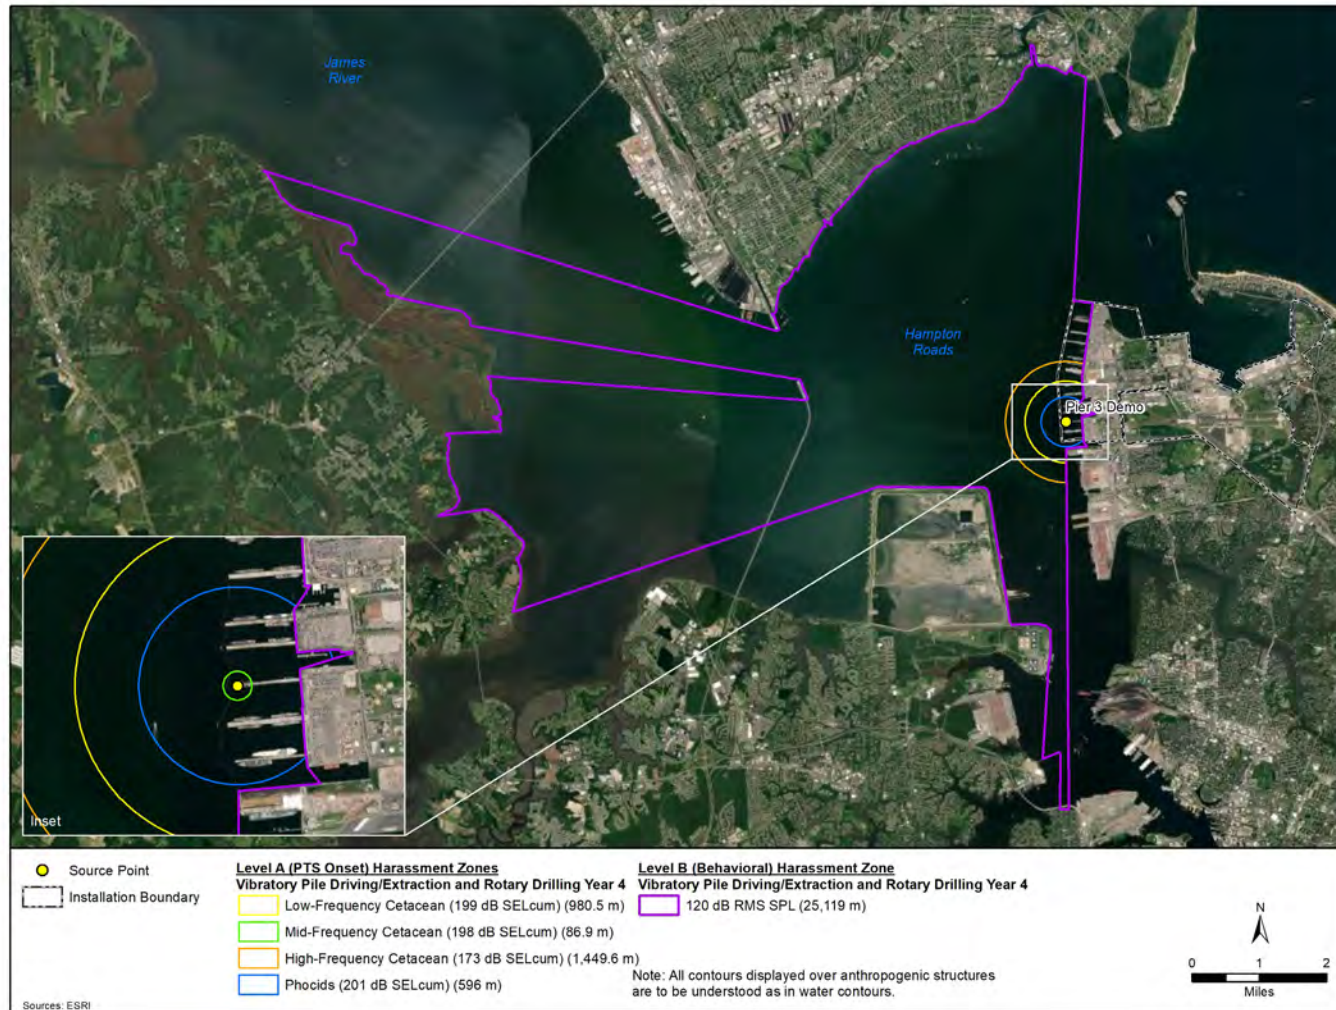 James
River
Hampton
Roads
Pier 3 Demo
Inset
Source Point
Installation Boundary
Level A (PTS Onset) Harassment Zones
Vibratory Pile Driving/Extraction and Rotary Drilling Year 4
Low-Frequency Cetacean (199 dB SELcum) (980.5 m)
Mid-Frequency Cetacean (198 dB SELcum) (86.9 m)
High-Frequency Cetacean (173 dB SELcum) (1,449.6 m)
Phocids (201 dB SELcum) (596 m)
Level B (Behavioral) Harassment Zone
Vibratory Pile Driving/Extraction and Rotary Drilling Year 4
120 dB RMS SPL (25,119 m)
Note: All contours displayed over anthropogenic structures
are to be understood as in water contours.
N
0 1 2
Miles
Sources: ESRI